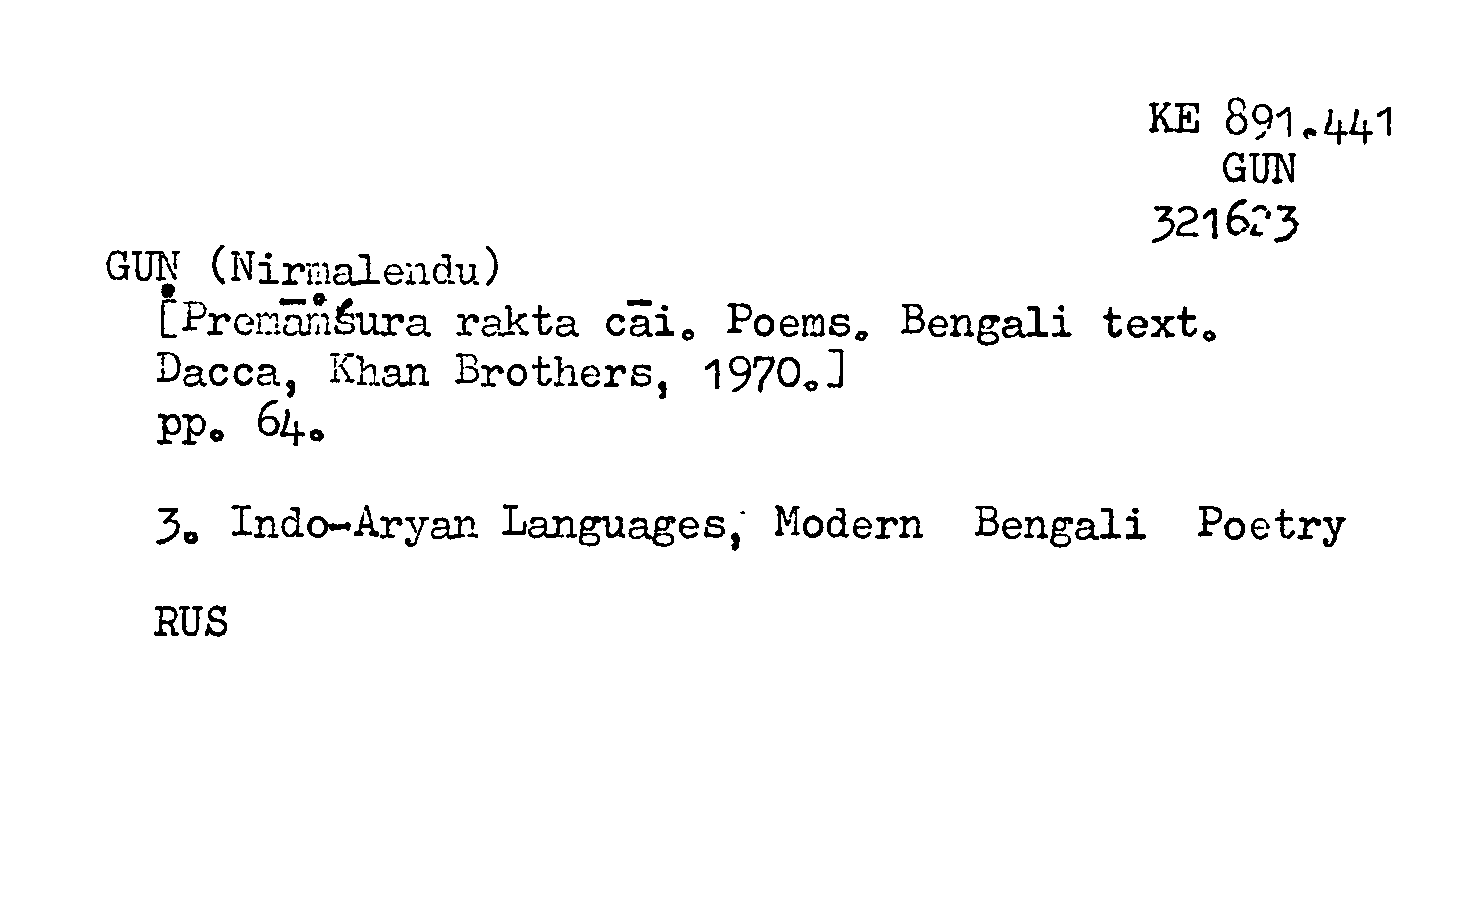 KE 891.441
GUN
321623
GUṆ (Nirmalendu)
[Premāṁśura rakta cāi. Poems. Bengali text.
Dacca, Khan Brothers, 1970.]
pp. 64.
3. Indo-Aryan Languages, Modern Bengali Poetry
RUS